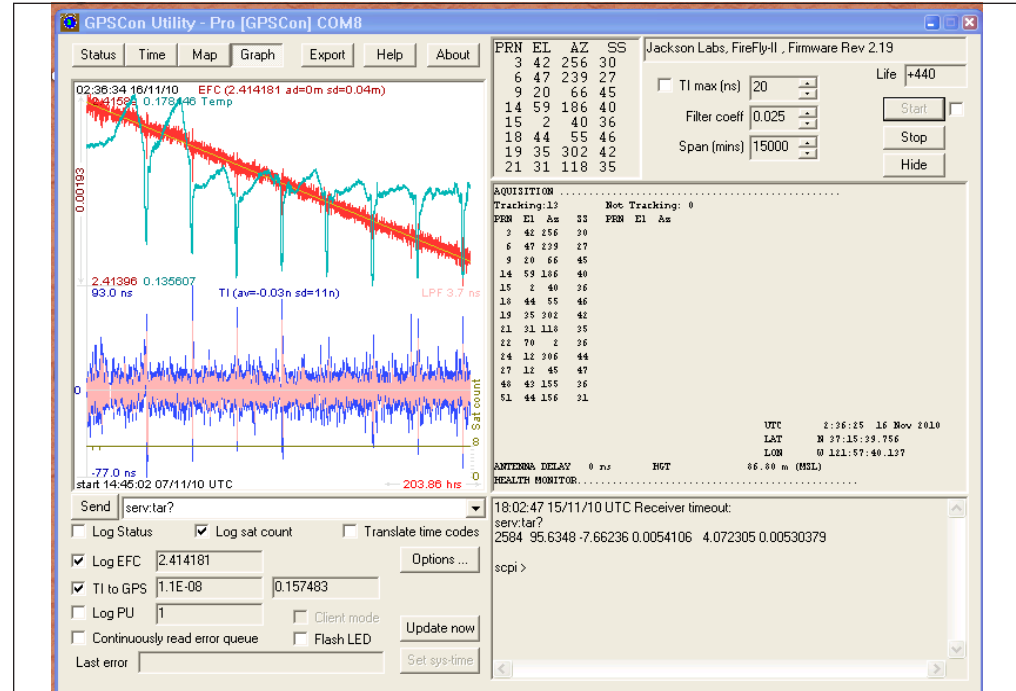 GPSCon Utility - Pro [GPSCon] COM8
Status Time Map Graph Export Help About
02:36:34 16/11/10 EFC (2.414181 ad=0m sd=0.04m)
0.178446 Temp
0.00193
2.41396 0.135607
93.0 ns TI (av=-0.03n sd=11n) LPF 3.7 ns
0
Sat count
8
-77.0 ns 0
start 14:45:02 07/11/10 UTC 203.86 hrs
PRN EL AZ SS
3 42 256 30
6 47 239 27
9 20 66 45
14 59 186 40
15 2 40 36
18 44 55 46
19 35 302 42
21 31 118 35
Jackson Labs, FireFly-II , Firmware Rev 2.19
Life +440
TI max (ns) 20
Filter coeff 0.025
Span (mins) 15000
Start
Stop
Hide
AQUISITION ................................................
Tracking:13 Not Tracking: 0
PRN El Az SS PRN El Az
3 42 256 30
6 47 239 27
9 20 66 45
14 59 186 40
15 2 40 36
18 44 55 46
19 35 302 42
21 31 118 35
22 70 2 36
24 12 306 44
27 12 45 47
48 43 155 36
51 44 156 31
UTC 2:36:25 16 Nov 2010
LAT N 37:15:39.756
LON W 121:57:40.137
ANTENNA DELAY 0 ns HGT 86.80 m (MSL)
HEALTH MONITOR................................................
Send serv:tar?
Log Status Log sat count Translate time codes
Log EFC 2.414181 Options ...
TI to GPS 1.1E-08 0.157483
Log PU 1 Client mode
Update now
Continuously read error queue Flash LED
Last error Set sys-time
18:02:47 15/11/10 UTC Receiver timeout:
serv:tar?
2584 95.6348 -7.66236 0.0054106 4.072305 0.00530379
scpi >